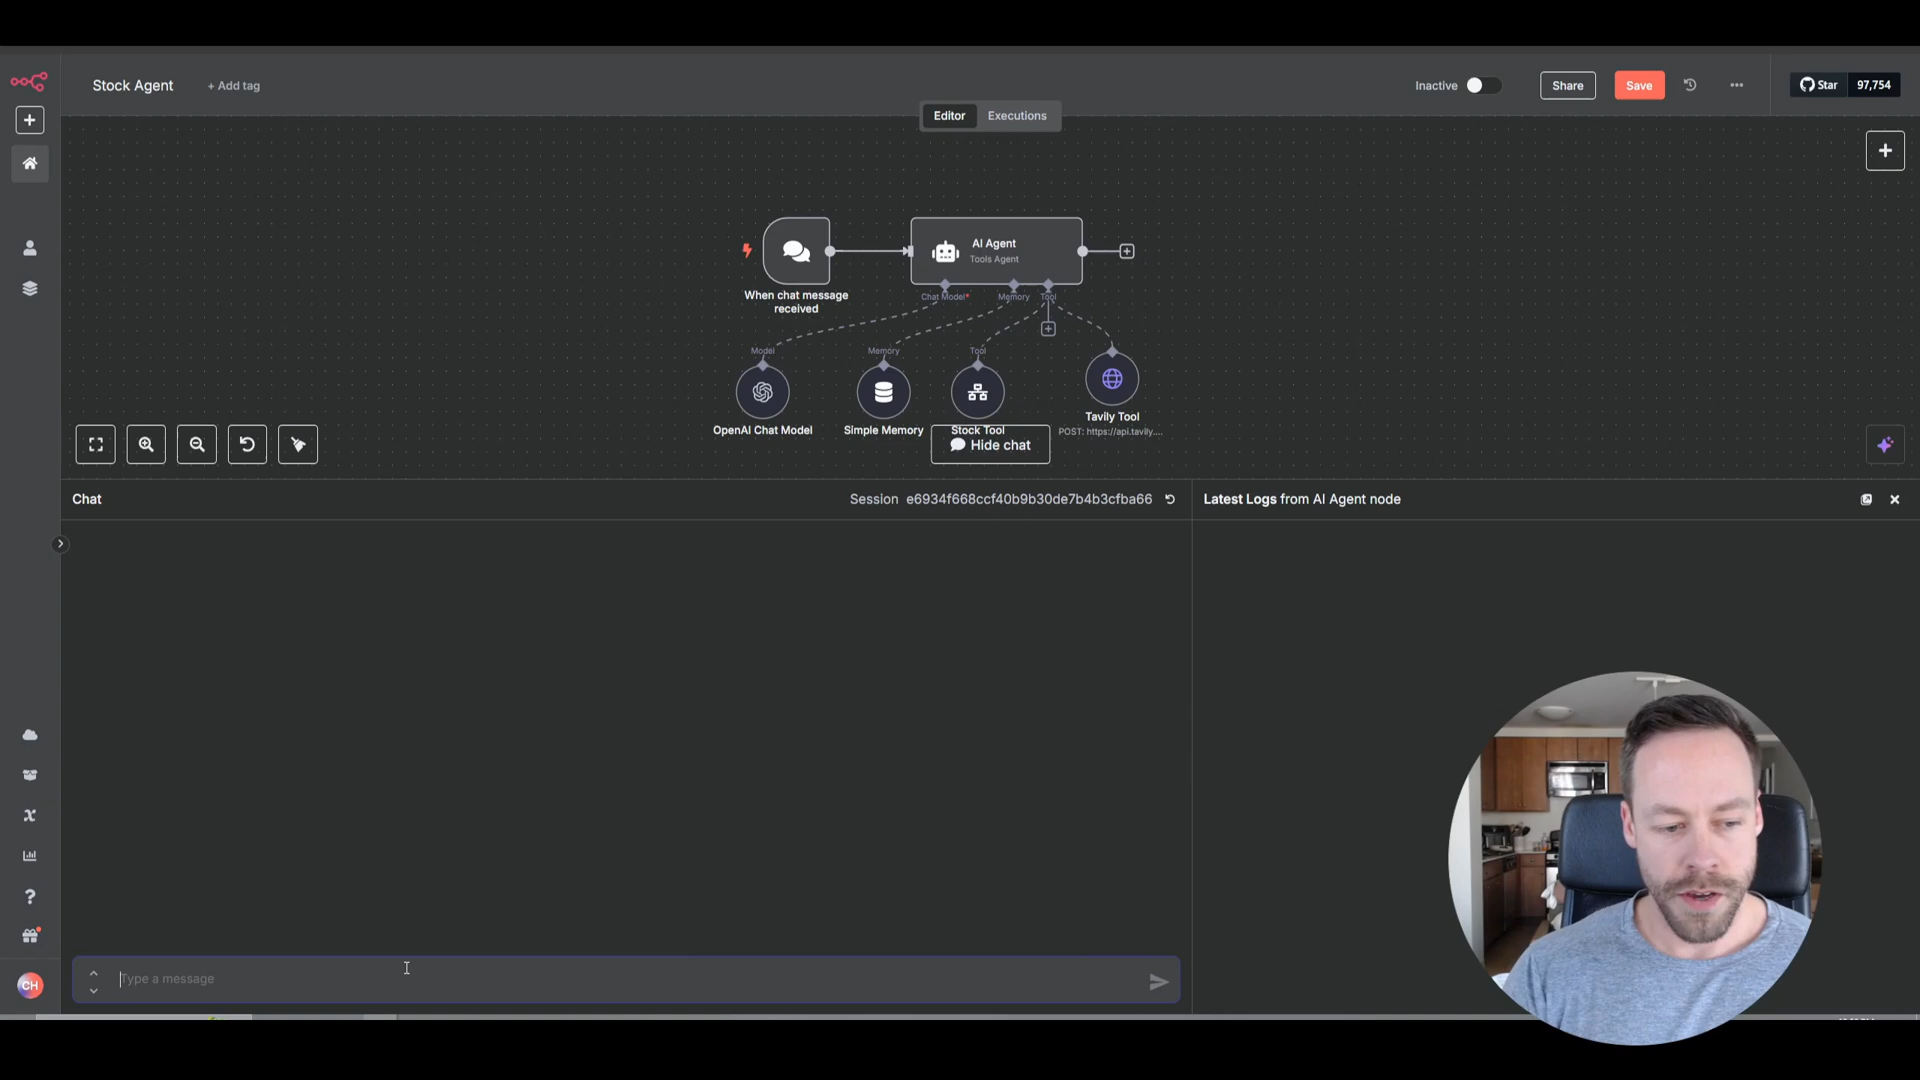 Stock Agent
+ Add tag
Inactive
Share
Save
Star
97,754
Editor
Executions
AI Agent
Tools Agent
When chat message
received
Chat Model*
Memory
Tool
Model
Memory
Tool
OpenAI Chat Model
Simple Memory
Stock Tool
Tavily Tool
POST: https://api.tavily....
Hide chat
Chat
Session e6934f668ccf40b9b30de7b4b3cfba66
Latest Logs from AI Agent node
Type a message
CH